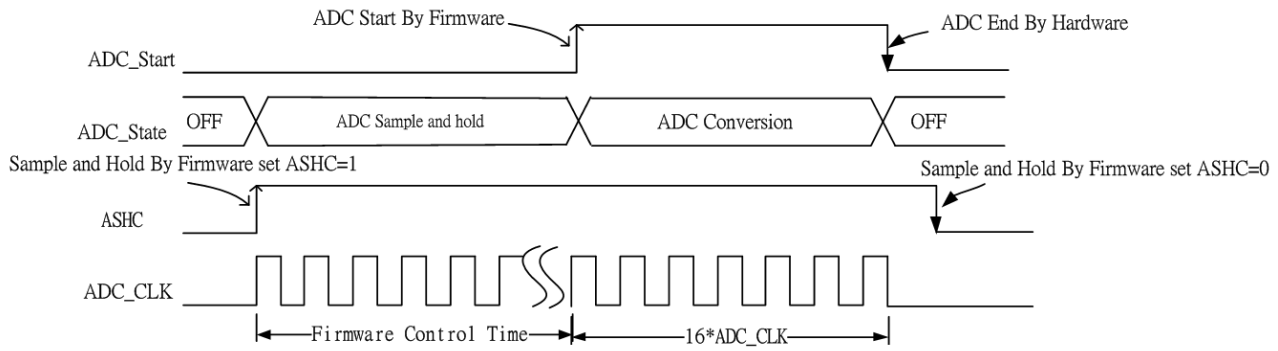 ADC Start By Firmware
ADC End By Hardware
ADC_Start
OFF
ADC Sample and hold
ADC Conversion
OFF
ADC_State
Sample and Hold By Firmware set ASHC=1
Sample and Hold By Firmware set ASHC=0
ASHC
ADC_CLK
Firmware Control Time
16*ADC_CLK